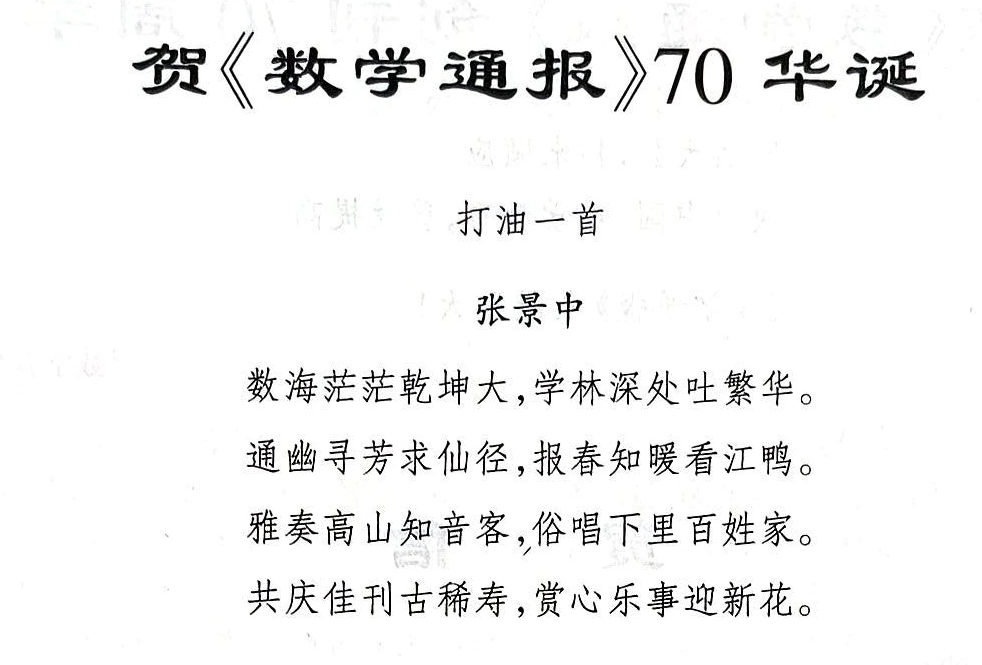 贺《数学通报》70华诞
打油一首
张景中
数海茫茫乾坤大,学林深处吐繁华。
通幽寻芳求仙径,报春知暖看江鸭。
雅奏高山知音客,俗唱下里百姓家。
共庆佳刊古稀寿,赏心乐事迎新花。